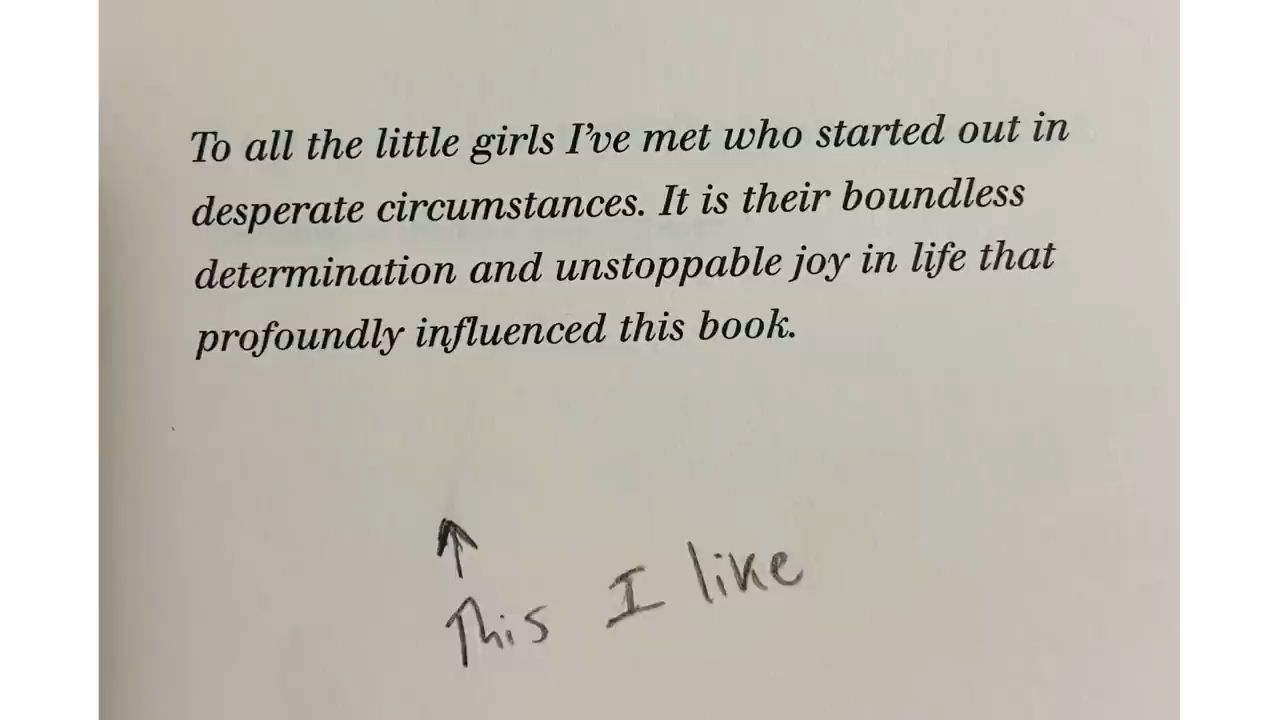 To all the little girls I've met who started out in
desperate circumstances. It is their boundless
determination and unstoppable joy in life that
profoundly influenced this book.
This I like